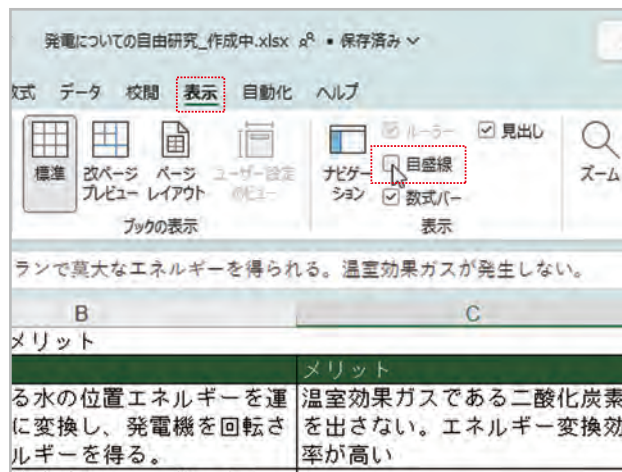 発電についての自由研究_作成中.xlsx • 保存済み
数式 データ 校閲 表示 自動化 ヘルプ
標準
改ページ
プレビュー
ページ
レイアウト
ユーザー設定
のビュー
ブックの表示
ナビゲー
ション
ルーラー
見出し
目盛線
数式バー
表示
ズーム
ランで莫大なエネルギーを得られる。温室効果ガスが発生しない。
B C
メリット
メリット
る水の位置エネルギーを運
に変換し、発電機を回転さ
ルギーを得る。
温室効果ガスである二酸化炭素
を出さない。エネルギー変換効
率が高い